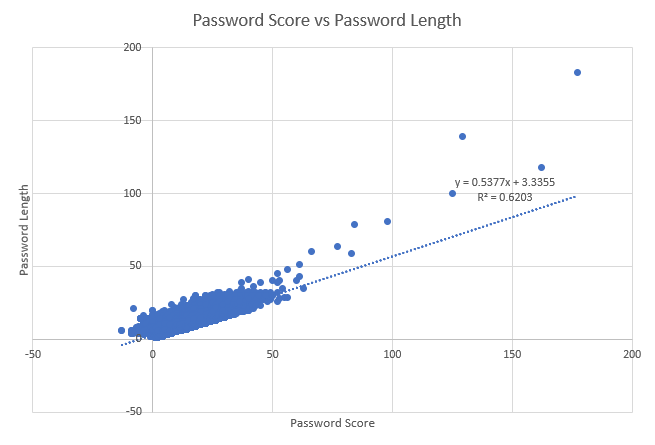 Password Score vs Password Length
200
150
y = 0.5377x + 3.3355
R² = 0.6203
100
50
0
-50
0
50
100
150
200
-50
Password Length
Password Score